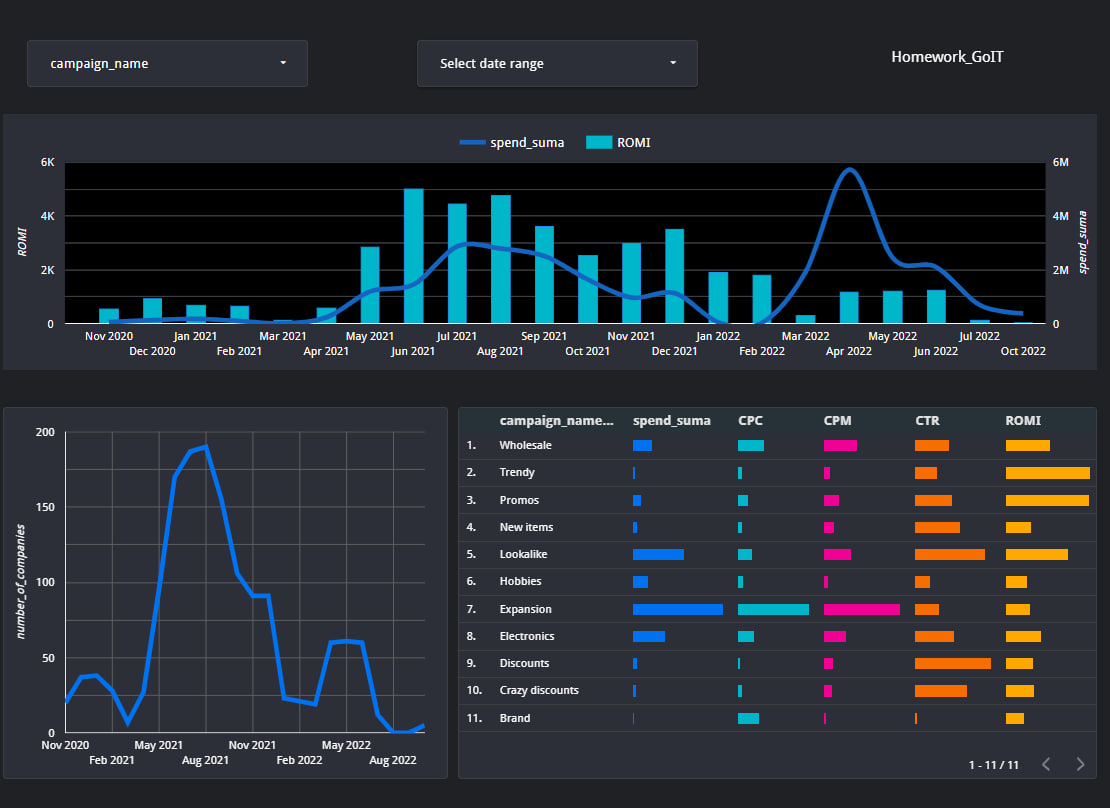 campaign_name
Select date range
Homework_GoIT
spend_suma
ROMI
6K
4K
2K
0
ROMI
6M
4M
2M
0
spend_suma
Nov 2020
Dec 2020
Jan 2021
Feb 2021
Mar 2021
Apr 2021
May 2021
Jun 2021
Jul 2021
Aug 2021
Sep 2021
Oct 2021
Nov 2021
Dec 2021
Jan 2022
Feb 2022
Mar 2022
Apr 2022
May 2022
Jun 2022
Jul 2022
Oct 2022
200
150
100
50
0
number_of_companies
Nov 2020
Feb 2021
May 2021
Aug 2021
Nov 2021
Feb 2022
May 2022
Aug 2022
campaign_name... spend_suma CPC CPM CTR ROMI
1. Wholesale
2. Trendy
3. Promos
4. New items
5. Lookalike
6. Hobbies
7. Expansion
8. Electronics
9. Discounts
10. Crazy discounts
11. Brand
1 - 11 / 11